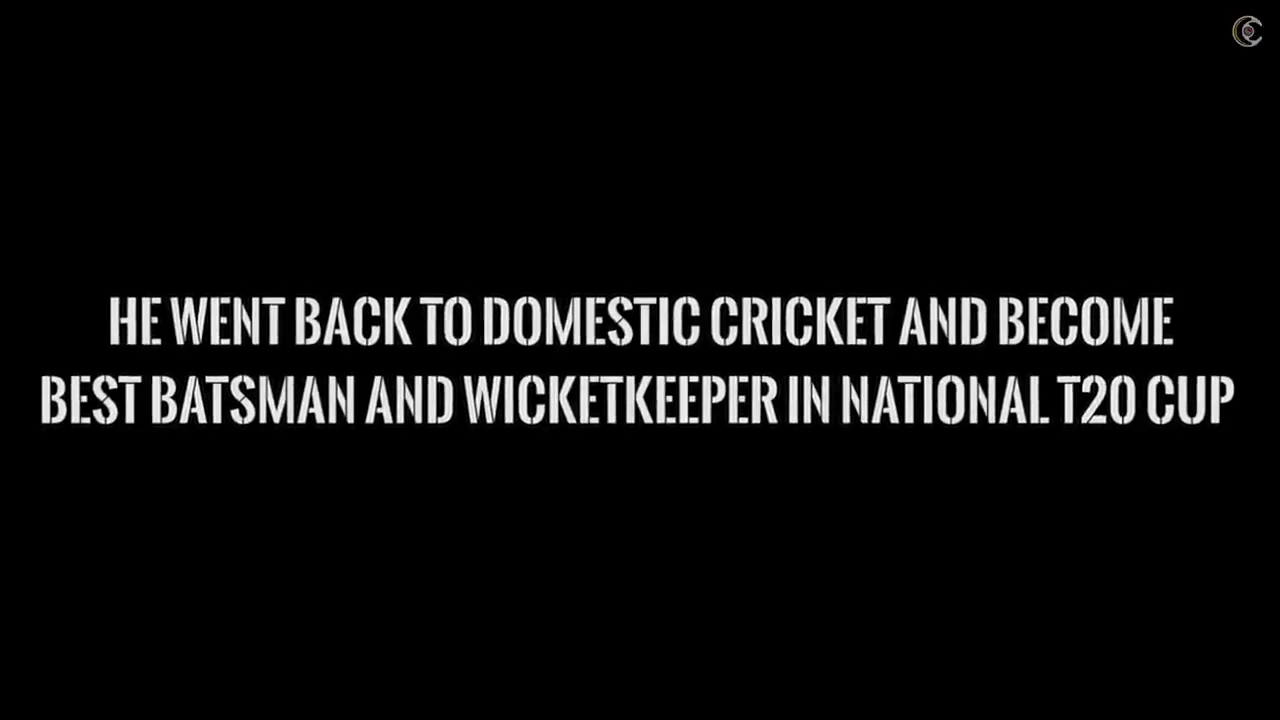 HE WENT BACK TO DOMESTIC CRICKET AND BECOME
BEST BATSMAN AND WICKETKEEPER IN NATIONAL T20 CUP